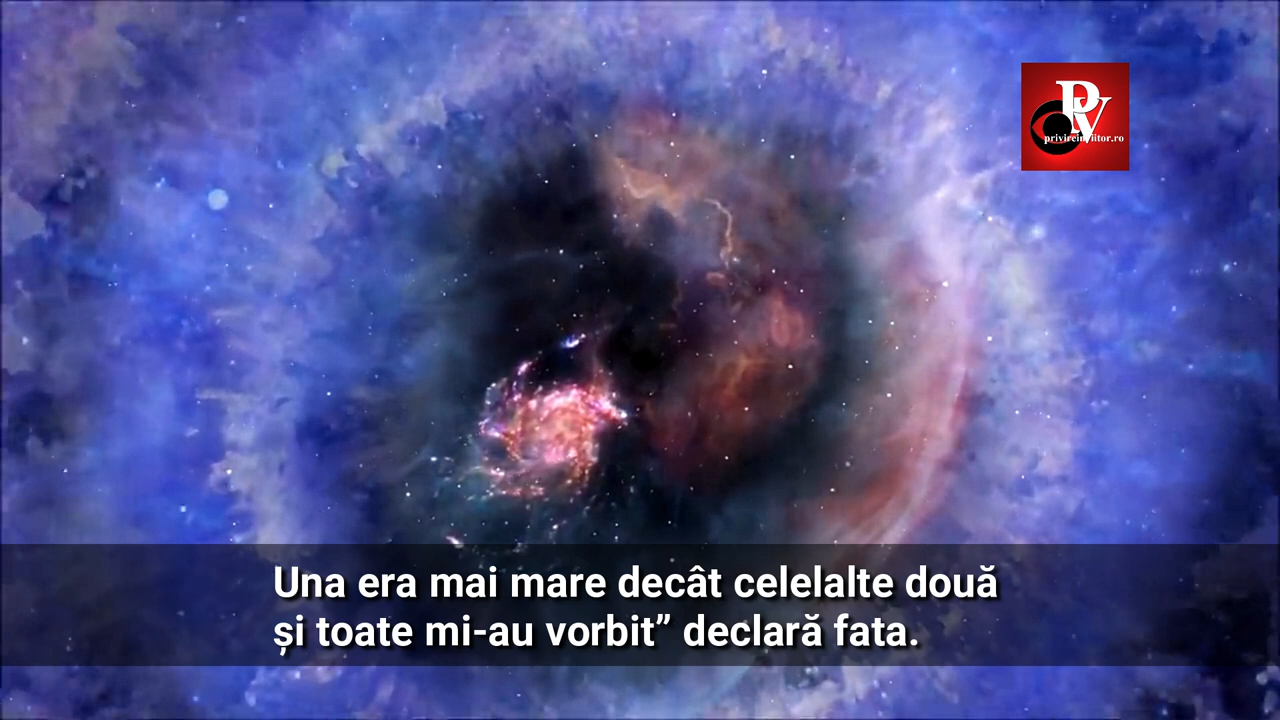 PV
privireinviitor.ro
Una era mai mare decât celelalte două
și toate mi-au vorbit” declară fata.